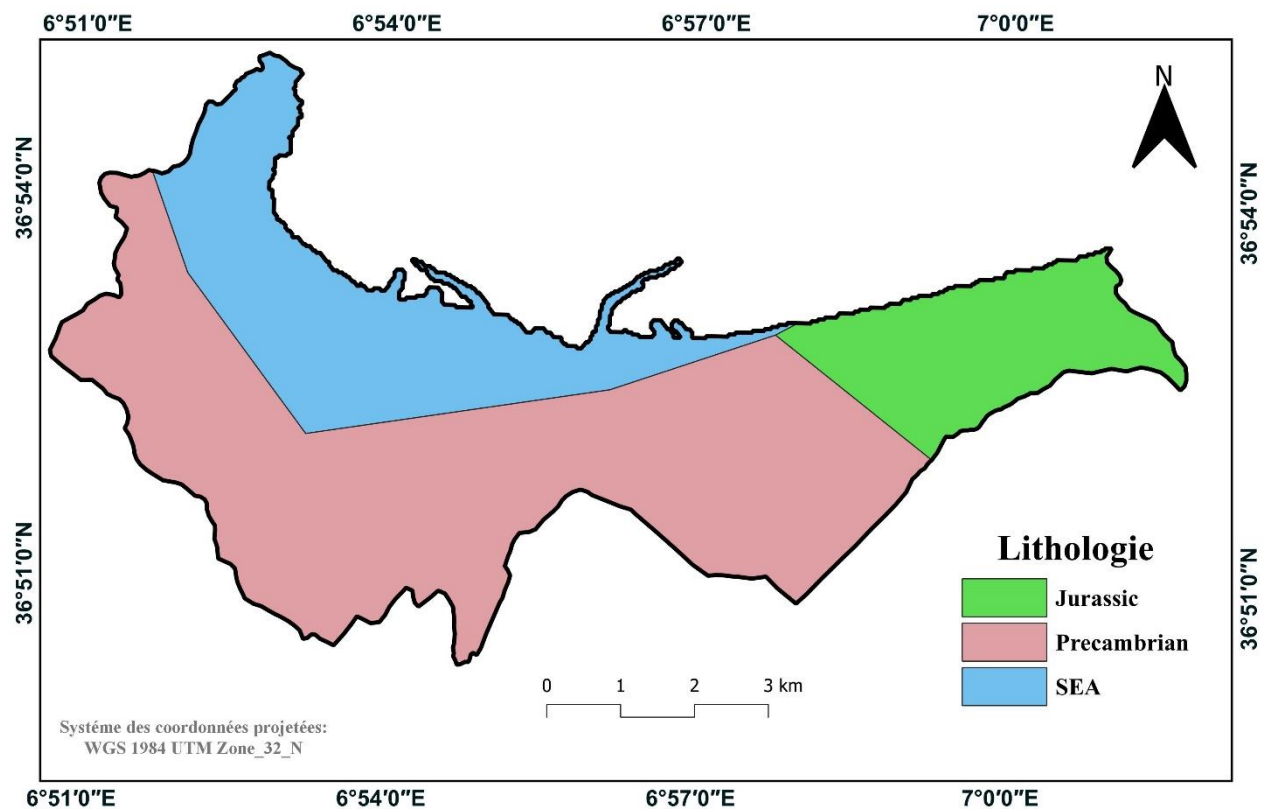 6°51'0"E
6°54'0"E
6°57'0"E
7°0'0"E
N
36°54'0"N
36°54'0"N
36°51'0"N
36°51'0"N
Lithologie
Jurassic
Precambrian
SEA
0 1 2 3 km
Systéme des coordonnées projetées:
WGS 1984 UTM Zone_32_N
6°51'0"E
6°54'0"E
6°57'0"E
7°0'0"E